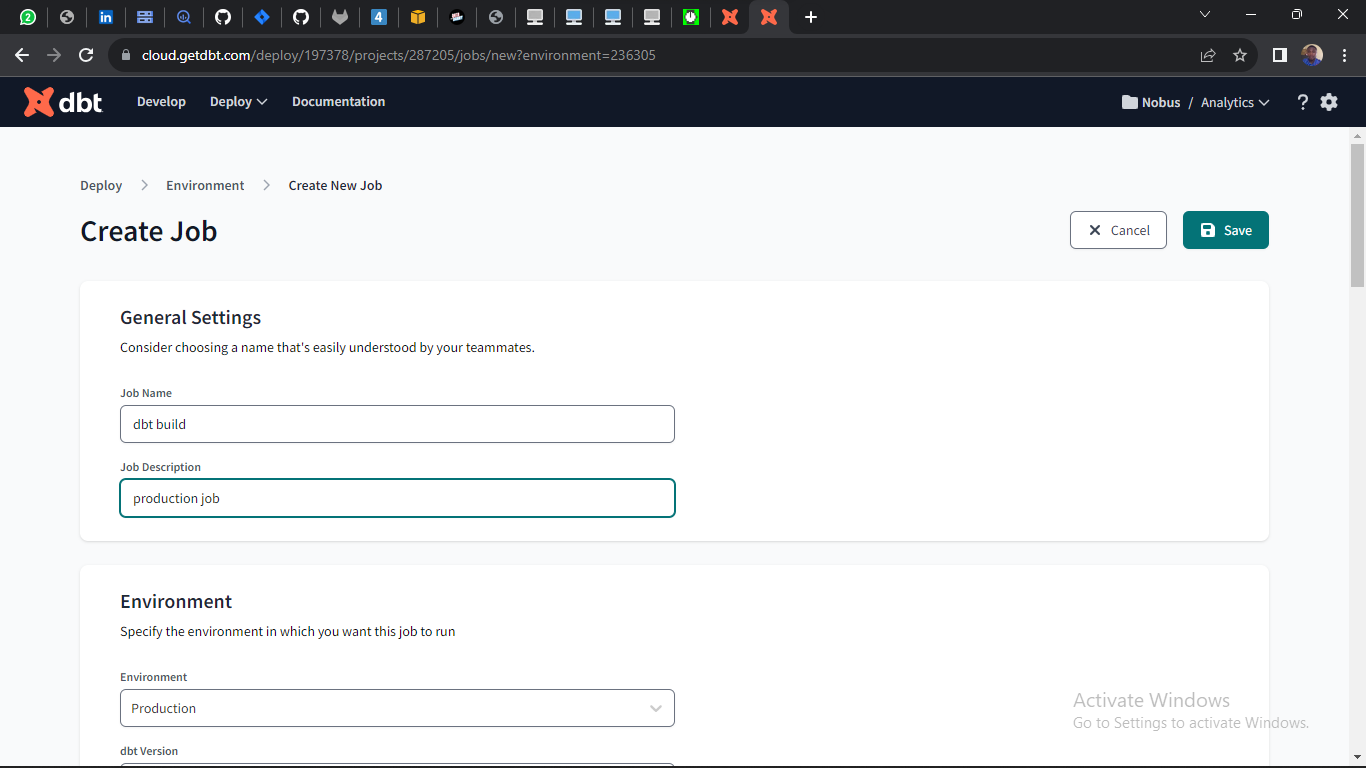 2
4
cloud.getdbt.com/deploy/197378/projects/287205/jobs/new?environment=236305
dbt Develop Deploy Documentation Nobus / Analytics ?
Deploy Environment Create New Job
Create Job
Cancel Save
General Settings
Consider choosing a name that's easily understood by your teammates.
Job Name
dbt build
Job Description
production job
Environment
Specify the environment in which you want this job to run
Environment
Production
dbt Version
Activate Windows
Go to Settings to activate Windows.